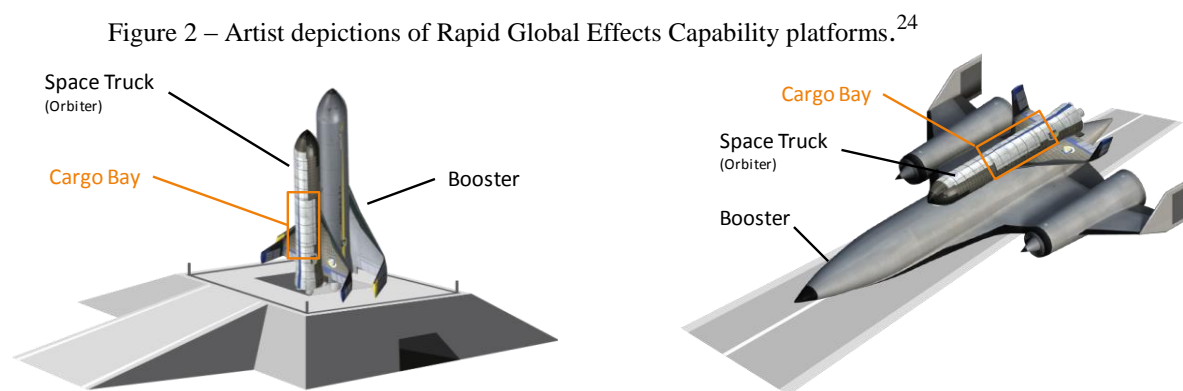 Figure 2 – Artist depictions of Rapid Global Effects Capability platforms.24
Space Truck
(Orbiter)
Cargo Bay
Booster
Cargo Bay
Space Truck
(Orbiter)
Booster